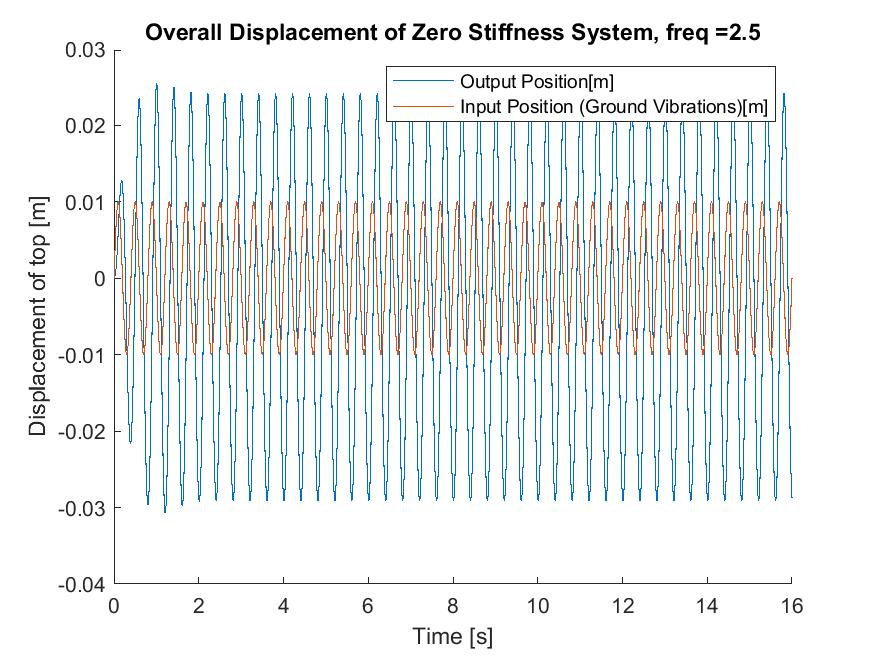 Overall Displacement of Zero Stiffness System, freq =2.5
Output Position[m]
Input Position (Ground Vibrations)[m]
0.03
0.02
0.01
0
-0.01
-0.02
-0.03
-0.04
Displacement of top [m]
0 2 4 6 8 10 12 14 16
Time [s]